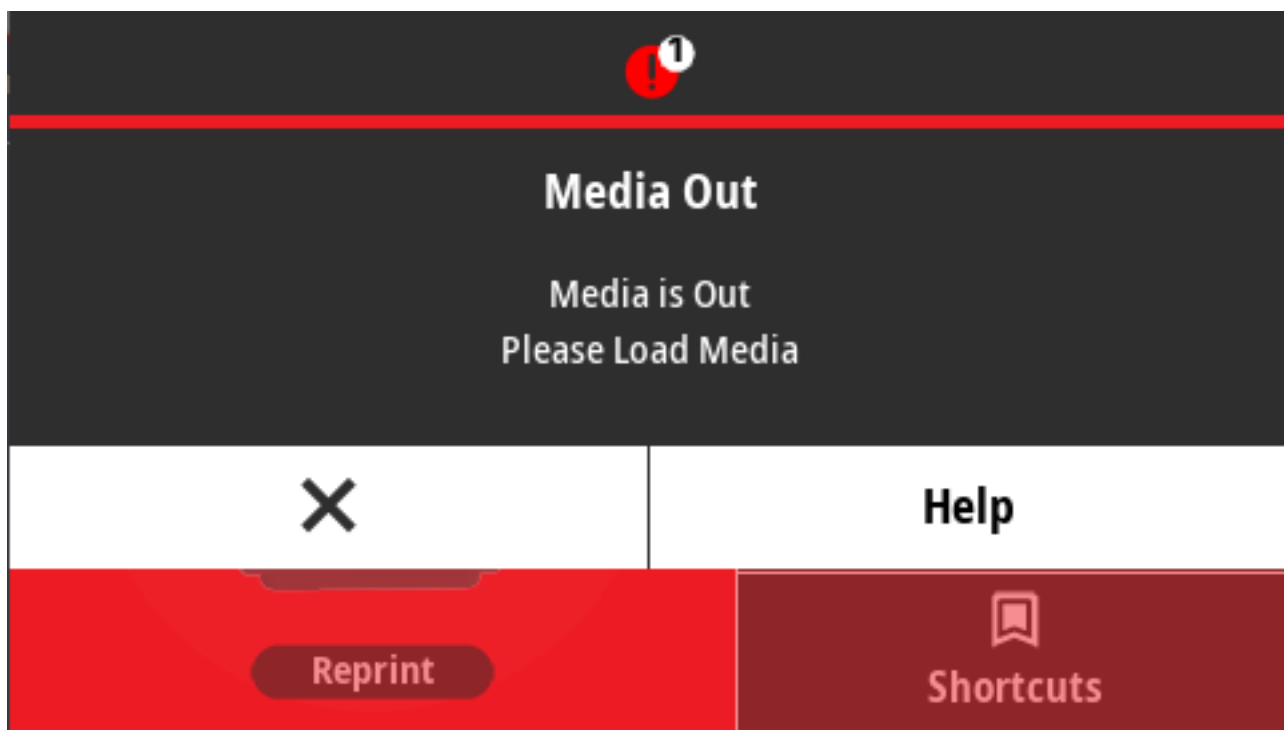 1
Media Out
Media is Out
Please Load Media
Help
Reprint
Shortcuts